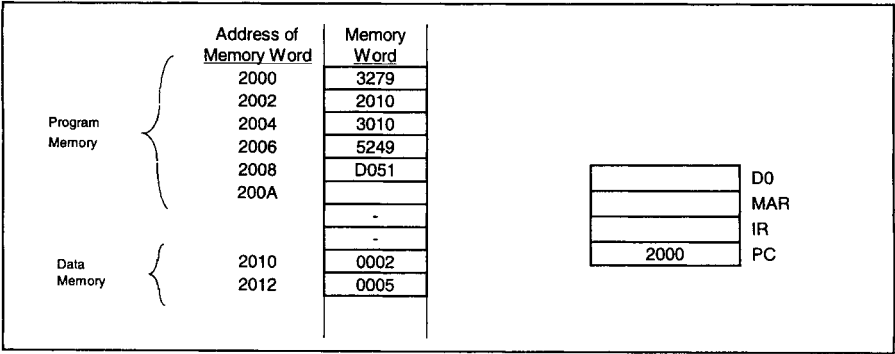 Address of Memory
Memory Word Word
2000 3279
2002 2010
2004 3010
Program
Memory
2006 5249
2008 D051
D0
200A
MAR
-
IR
-
2000 PC
Data
Memory
2010 0002
2012 0005